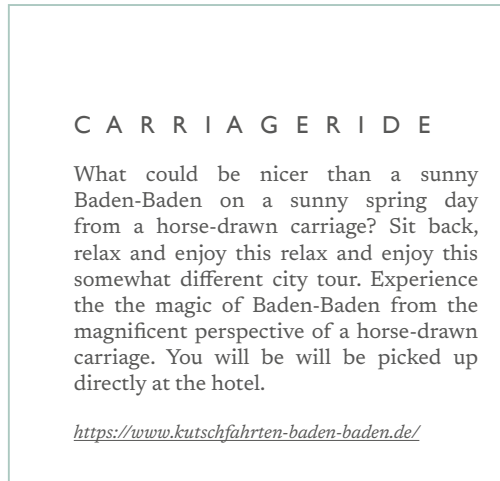 CARRIAGERIDE
What could be nicer than a sunny
Baden-Baden on a sunny spring day
from a horse-drawn carriage? Sit back,
relax and enjoy this relax and enjoy this
somewhat different city tour. Experience
the the magic of Baden-Baden from the
magnificent perspective of a horse-drawn
carriage. You will be will be picked up
directly at the hotel.
https://www.kutschfahrten-baden-baden.de/